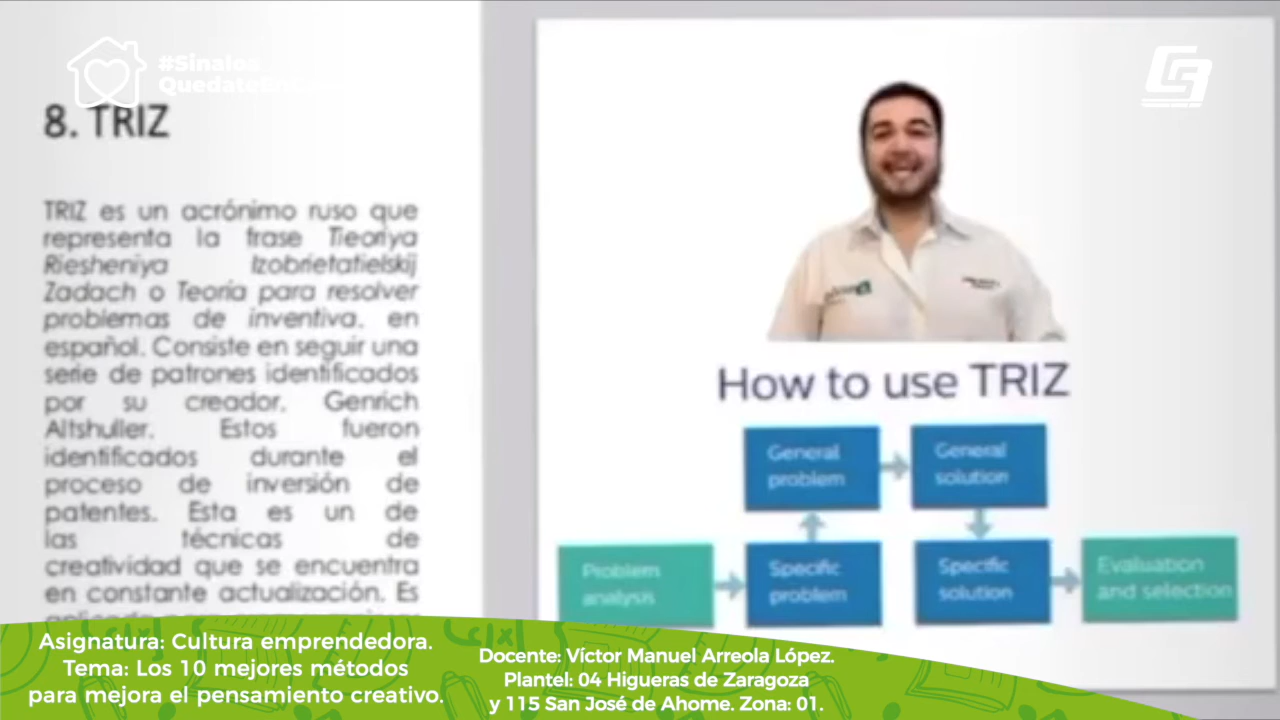 #Sinaloa
8. TRIZ
TRIZ es un acrónimo ruso que
representa la frase Tieoriya
Riesheniya Izobrietatielskij
Zadach o Teoría para resolver
problemas de inventiva, en
español. Consiste en seguir una
serie de patrones identificados
por su creador, Genrich
Altshuller. Estos fueron
identificados durante el
proceso de inversión de
patentes. Esta es un de
las técnicas de
creatividad que se encuentra
en constante actualización. Es
How to use TRIZ
General
problem
General
solution
Problem
analysis
Specific
problem
Specific
solution
Evaluation
and selection
Asignatura: Cultura emprendedora.
Tema: Los 10 mejores métodos
para mejora el pensamiento creativo.
Docente: Víctor Manuel Arreola López.
Plantel: 04 Higueras de Zaragoza
y 115 San José de Ahome. Zona: 01.